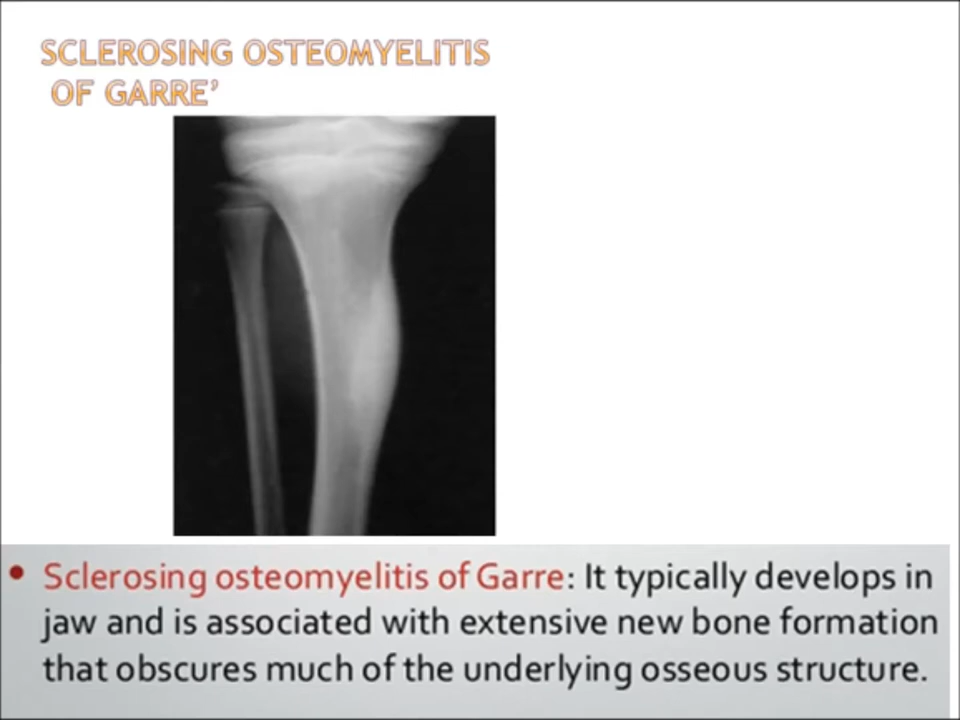 SCLEROSING OSTEOMYELITIS
OF GARRE’
• Sclerosing osteomyelitis of Garre: It typically develops in
jaw and is associated with extensive new bone formation
that obscures much of the underlying osseous structure.